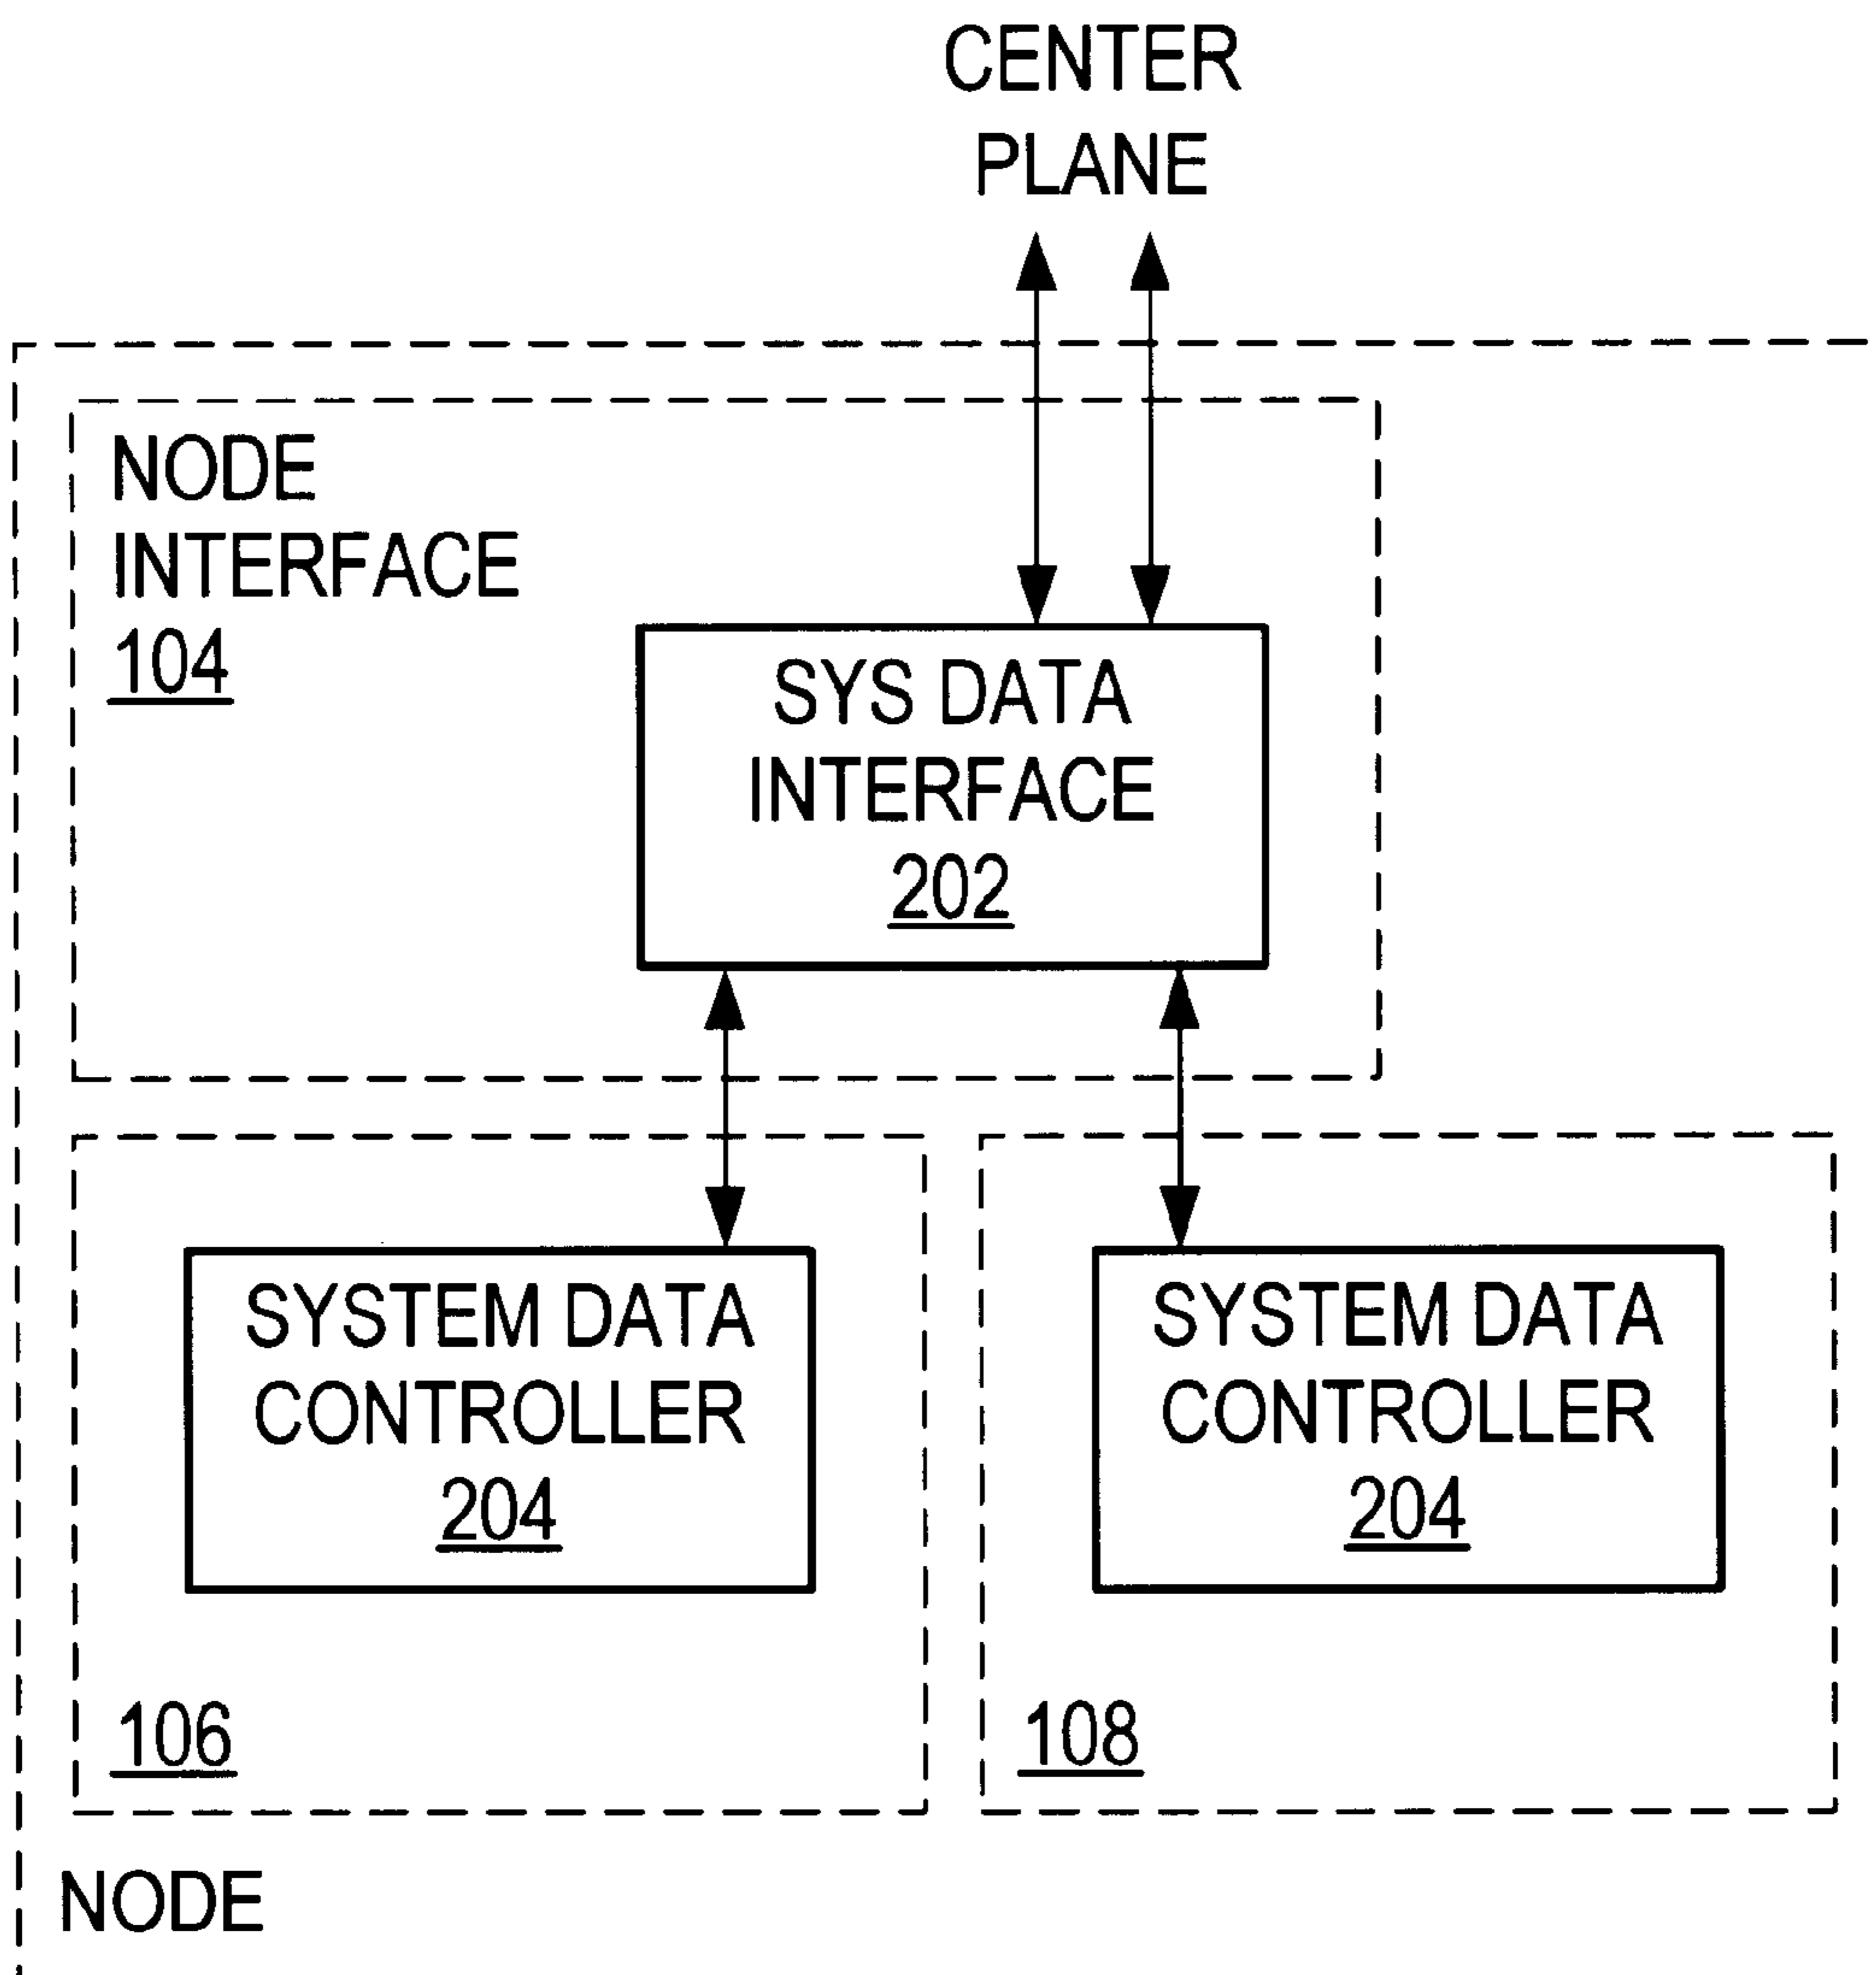 CENTER
PLANE
NODE
INTERFACE
104
SYS DATA
INTERFACE
202
SYSTEM DATA
CONTROLLER
204
106
SYSTEM DATA
CONTROLLER
204
108
NODE